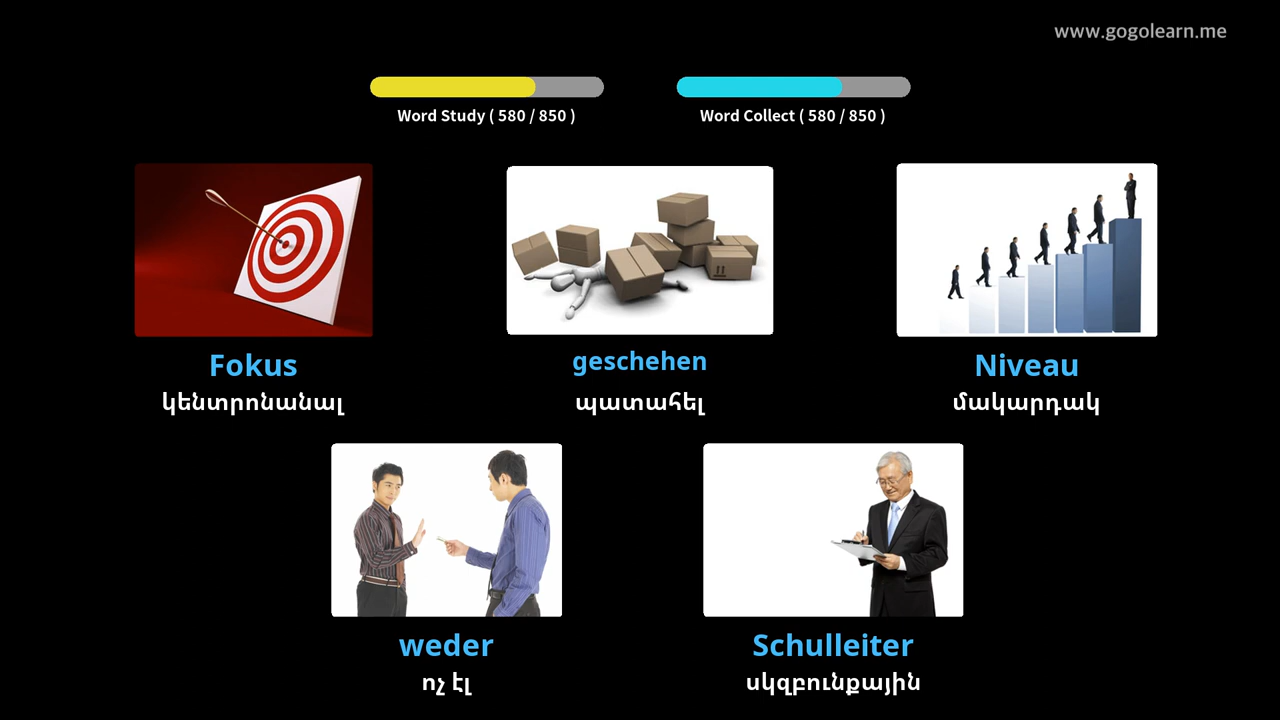 www.gogolearn.me
Word Study ( 580 / 850 )
Word Collect ( 580 / 850 )
Fokus
կենտրոնանալ
geschehen
պատահել
Niveau
մակարդակ
weder
ոչ էլ
Schulleiter
սկզբունքային